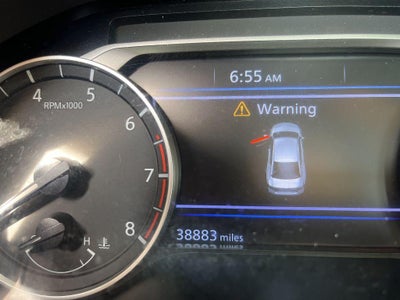 6:55 AM
Warning
4 5 6 7 8
RPMx1000
H
38883 miles